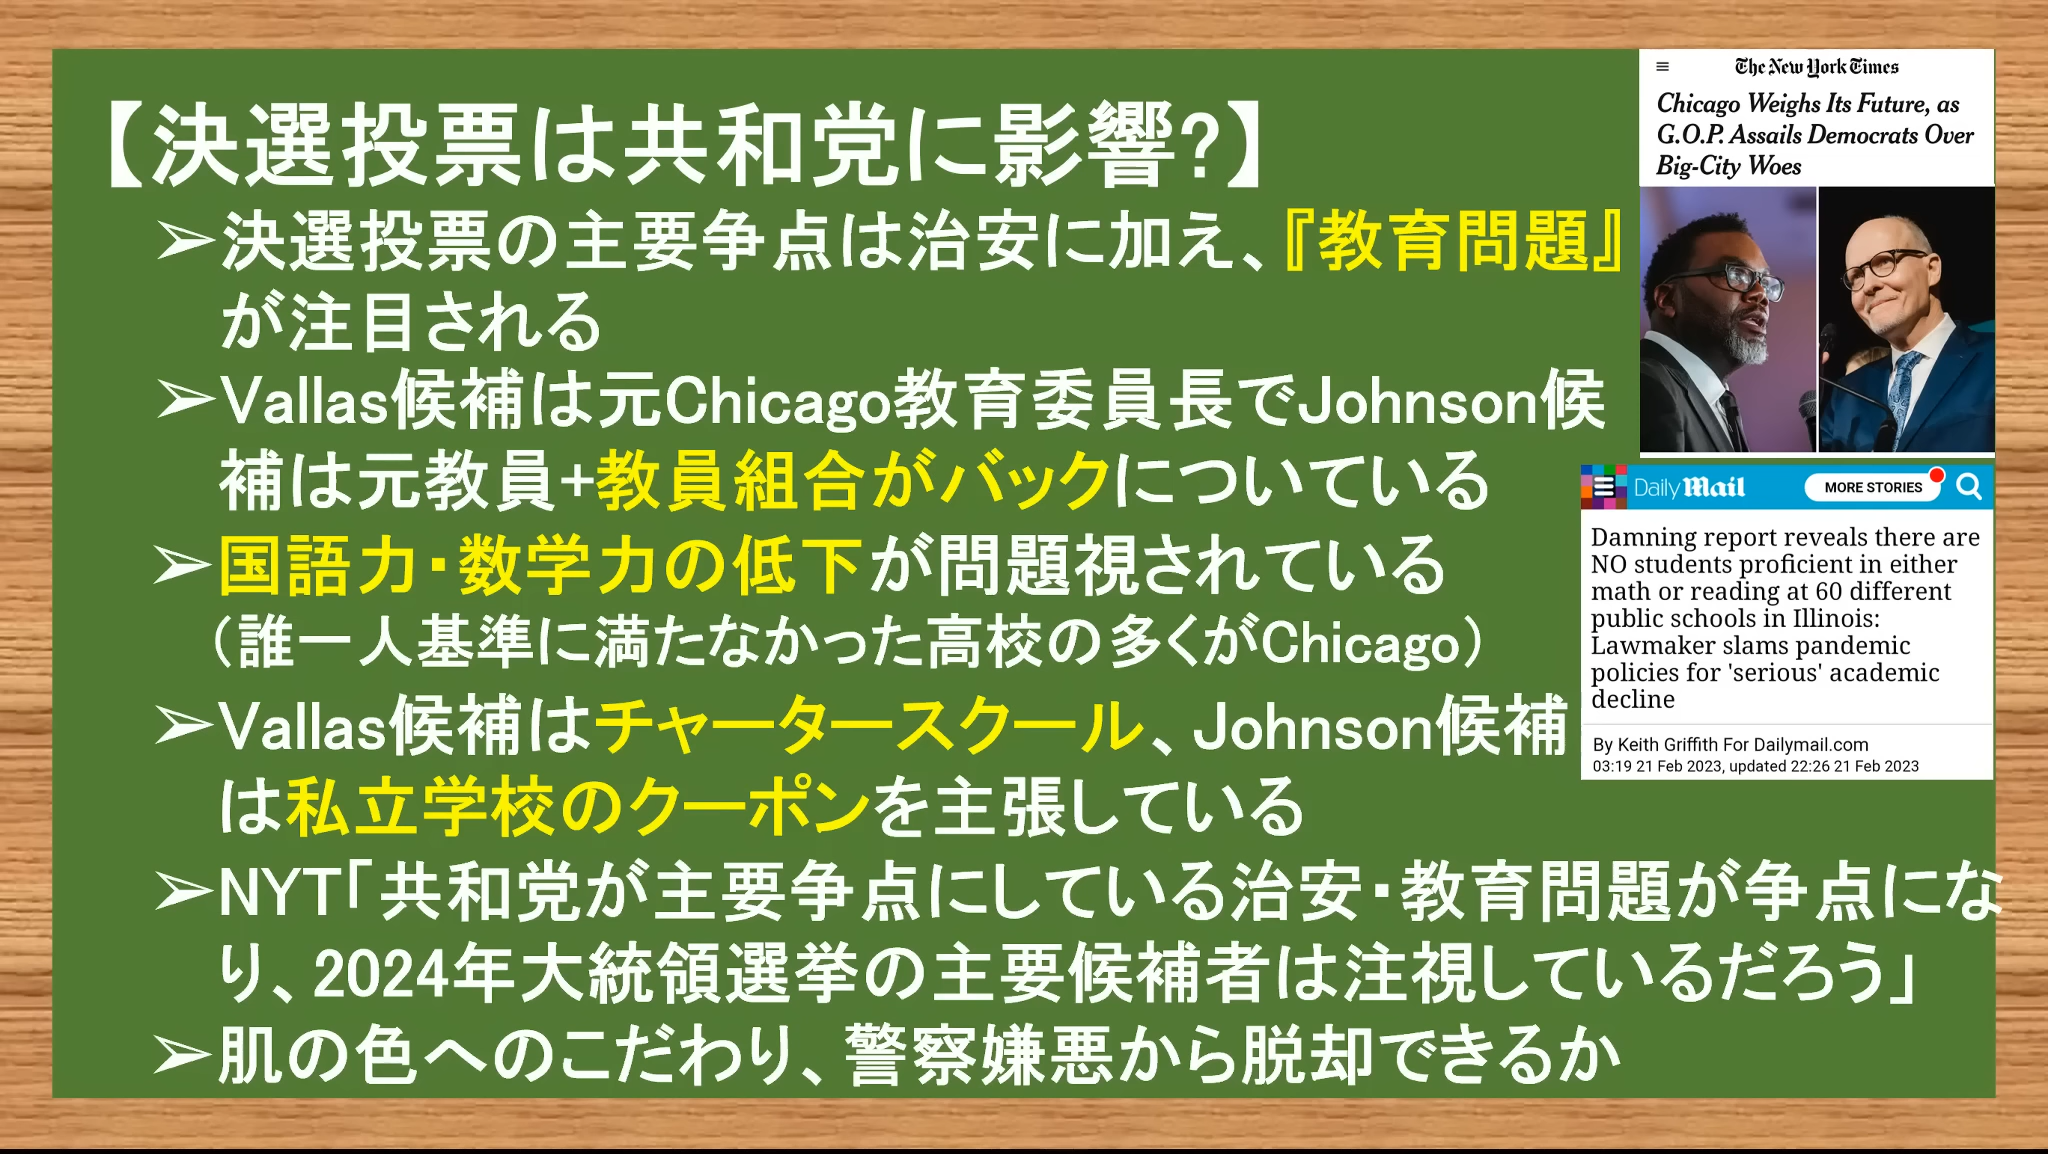 【決選投票は共和党に影響?】
➢決選投票の主要争点は治安に加え、『教育問題』
が注目される
➢Vallas候補は元Chicago教育委員長でJohnson候
補は元教員+教員組合がバックについている
➢国語力・数学力の低下が問題視されている
（誰一人基準に満たなかった高校の多くがChicago）
➢Vallas候補はチャータースクール、Johnson候補
は私立学校のクーポンを主張している
➢NYT「共和党が主要争点にしている治安・教育問題が争点にな
り、2024年大統領選挙の主要候補者は注視しているだろう」
➢肌の色へのこだわり、警察嫌悪から脱却できるか
The New York Times
Chicago Weighs Its Future, as
G.O.P. Assails Democrats Over
Big-City Woes
Daily Mail
MORE STORIES
Damning report reveals there are
NO students proficient in either
math or reading at 60 different
public schools in Illinois:
Lawmaker slams pandemic
policies for 'serious' academic
decline
By Keith Griffith For Dailymail.com
03:19 21 Feb 2023, updated 22:26 21 Feb 2023